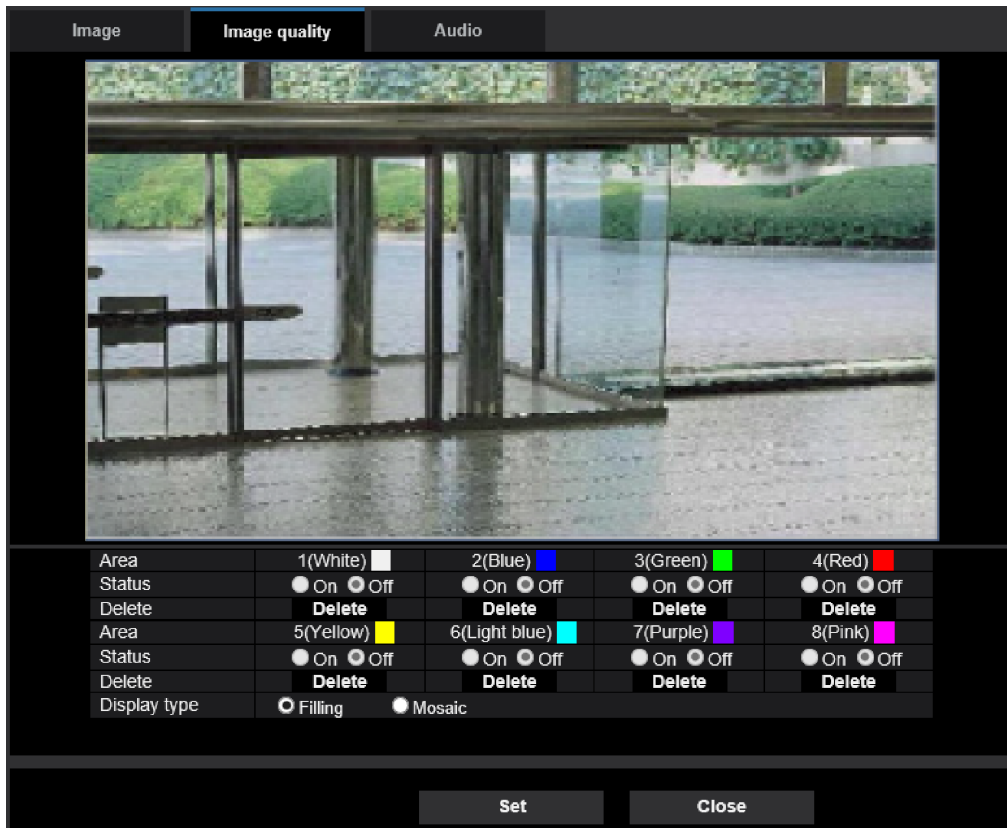 Image Image quality Audio
Area 1(White) 2(Blue) 3(Green) 4(Red)
Status On Off On Off On Off On Off
Delete Delete Delete Delete Delete
Area 5(Yellow) 6(Light blue) 7(Purple) 8(Pink)
Status On Off On Off On Off On Off
Delete Delete Delete Delete Delete
Display type Filling Mosaic
Set Close